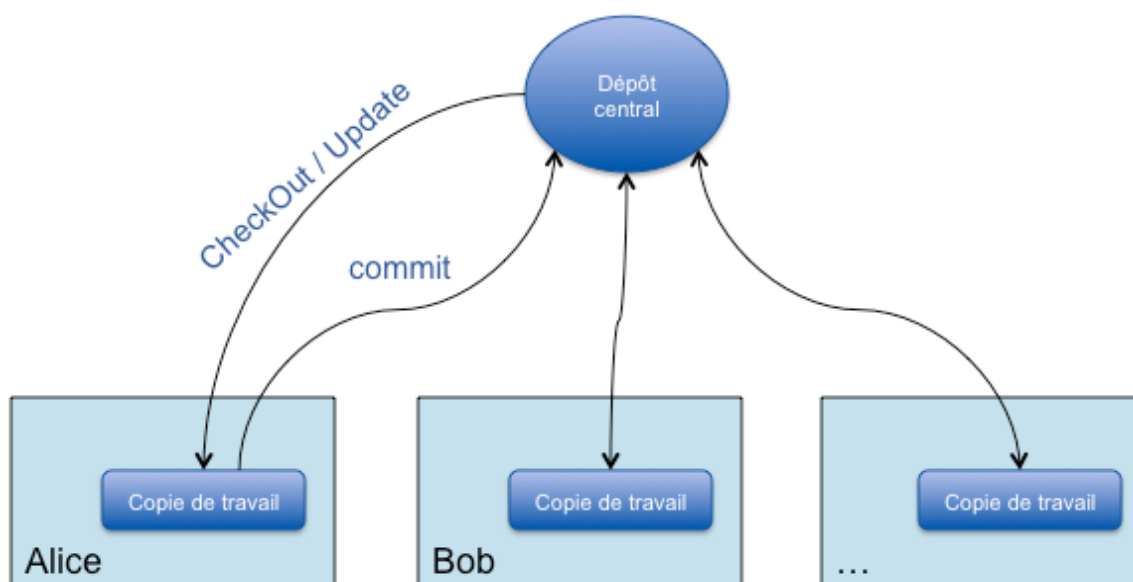 Dépôt
central
CheckOut / Update
commit
Copie de travail
Copie de travail
Copie de travail
Alice
Bob
...